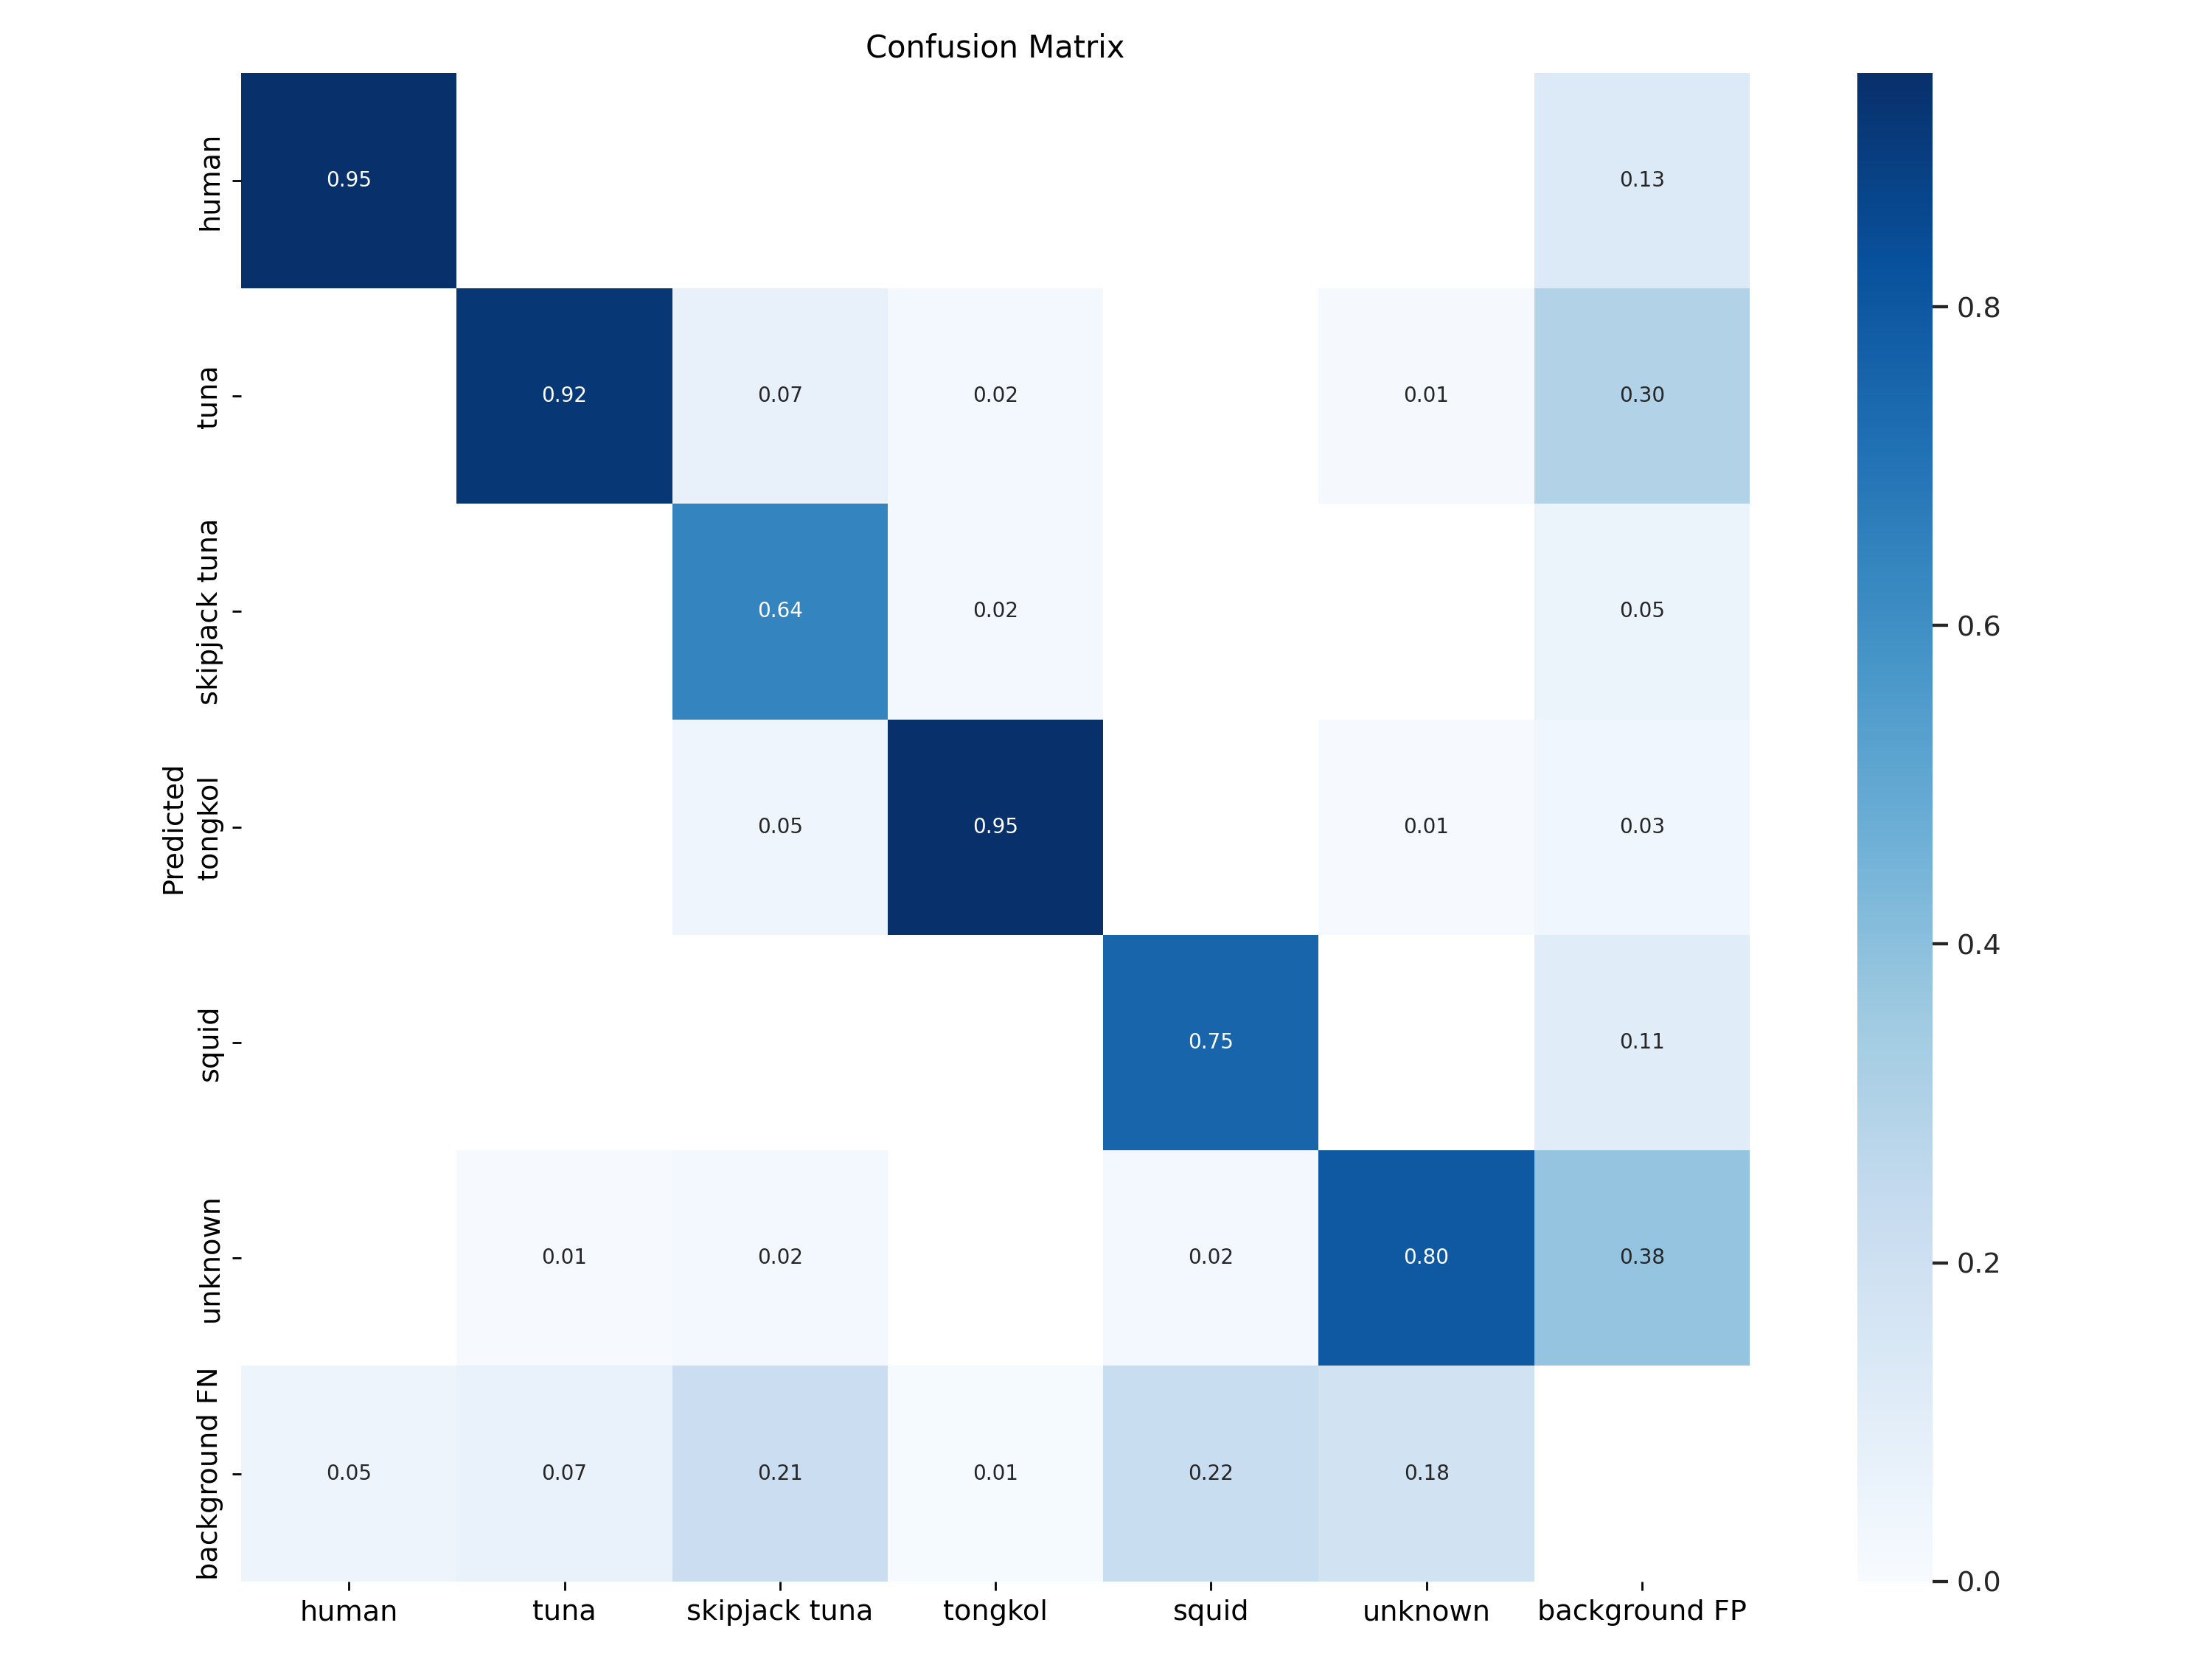 Confusion Matrix
human
0.95
0.13
tuna
0.92
0.07
0.02
0.01
0.30
skipjack tuna
0.64
0.02
0.05
Predicted
tongkol
0.05
0.95
0.01
0.03
squid
0.75
0.11
unknown
0.01
0.02
0.02
0.80
0.38
background FN
0.05
0.07
0.21
0.01
0.22
0.18
human
tuna
skipjack tuna
tongkol
squid
unknown
background FP
0.8
0.6
0.4
0.2
0.0